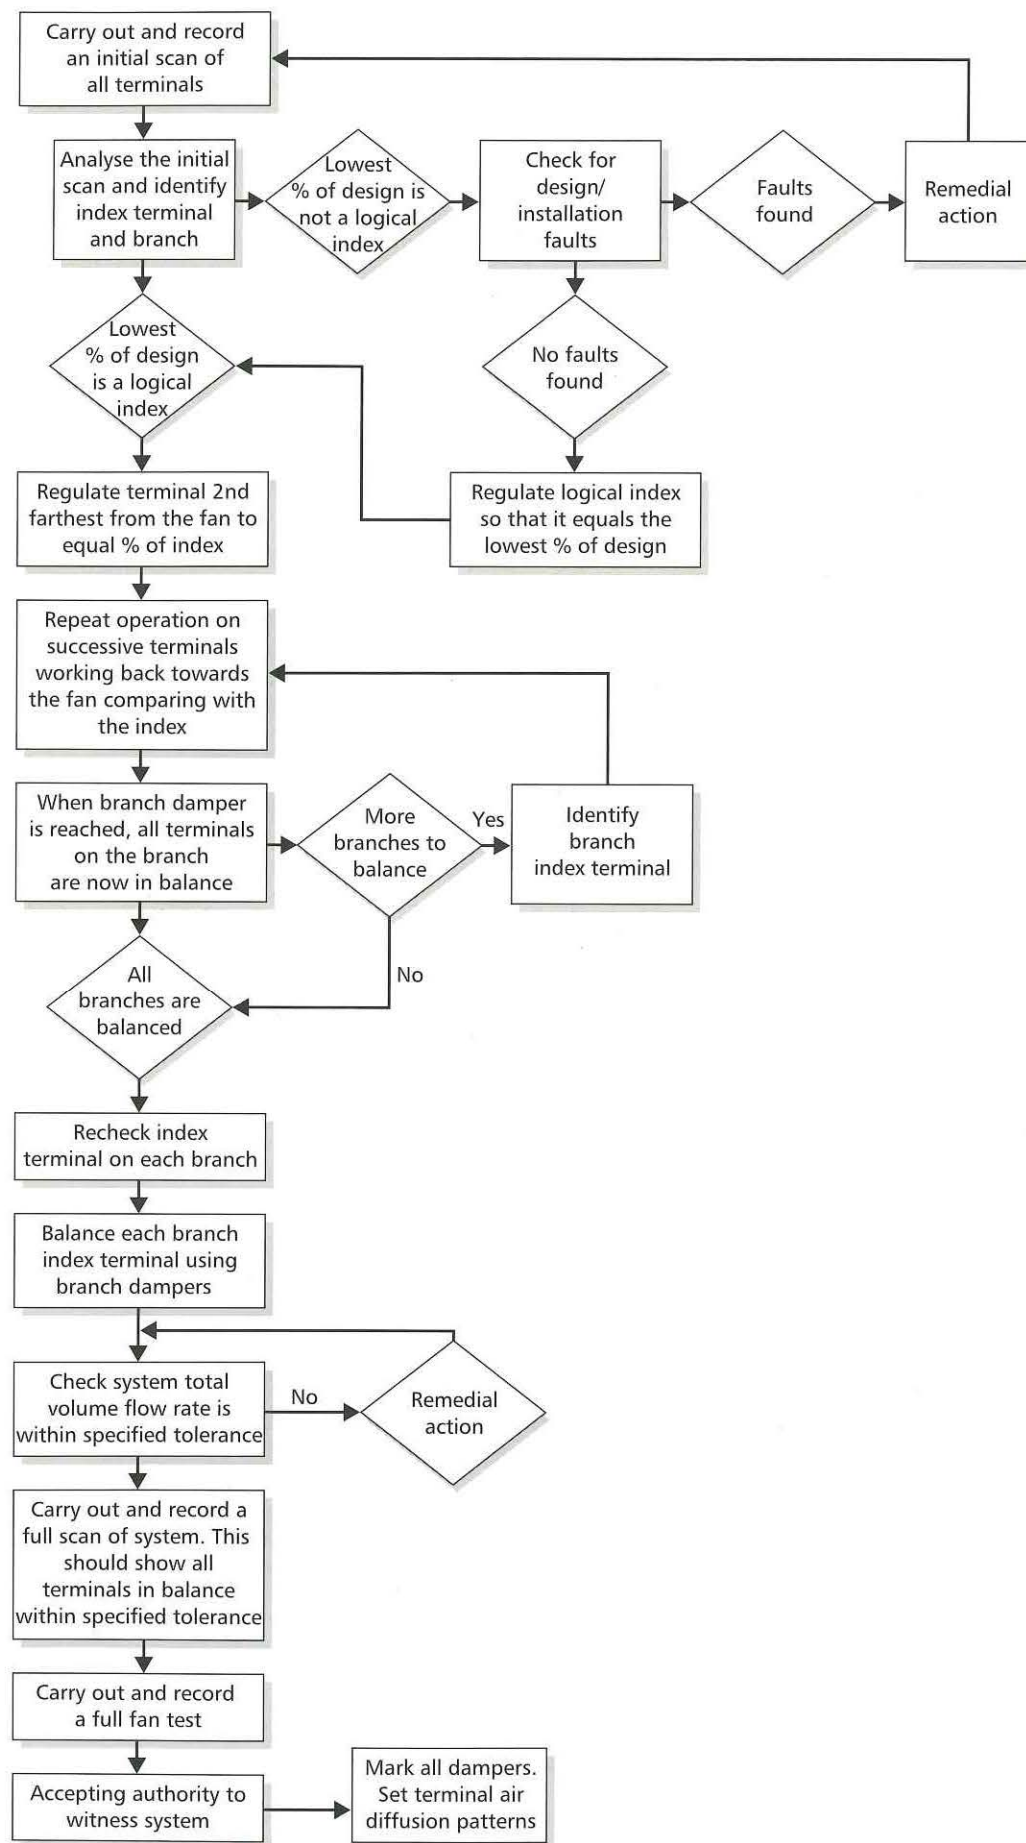 Carry out and record
an initial scan of
all terminals
Analyse the initial
scan and identify
index terminal
and branch
Lowest
% of design is
not a logical
index
Check for
design/
installation
faults
Faults
found
Remedial
action
Lowest
% of design
is a logical
index
No faults
found
Regulate terminal 2nd
farthest from the fan to
equal % of index
Regulate logical index
so that it equals the
lowest % of design
Repeat operation on
successive terminals
working back towards
the fan comparing with
the index
When branch damper
is reached, all terminals
on the branch
are now in balance
More
branches to
balance
Yes
Identify
branch
index terminal
No
All
branches are
balanced
Recheck index
terminal on each branch
Balance each branch
index terminal using
branch dampers
Check system total
volume flow rate is
within specified tolerance
No
Remedial
action
Carry out and record a
full scan of system. This
should show all
terminals in balance
within specified tolerance
Carry out and record
a full fan test
Accepting authority to
witness system
Mark all dampers.
Set terminal air
diffusion patterns